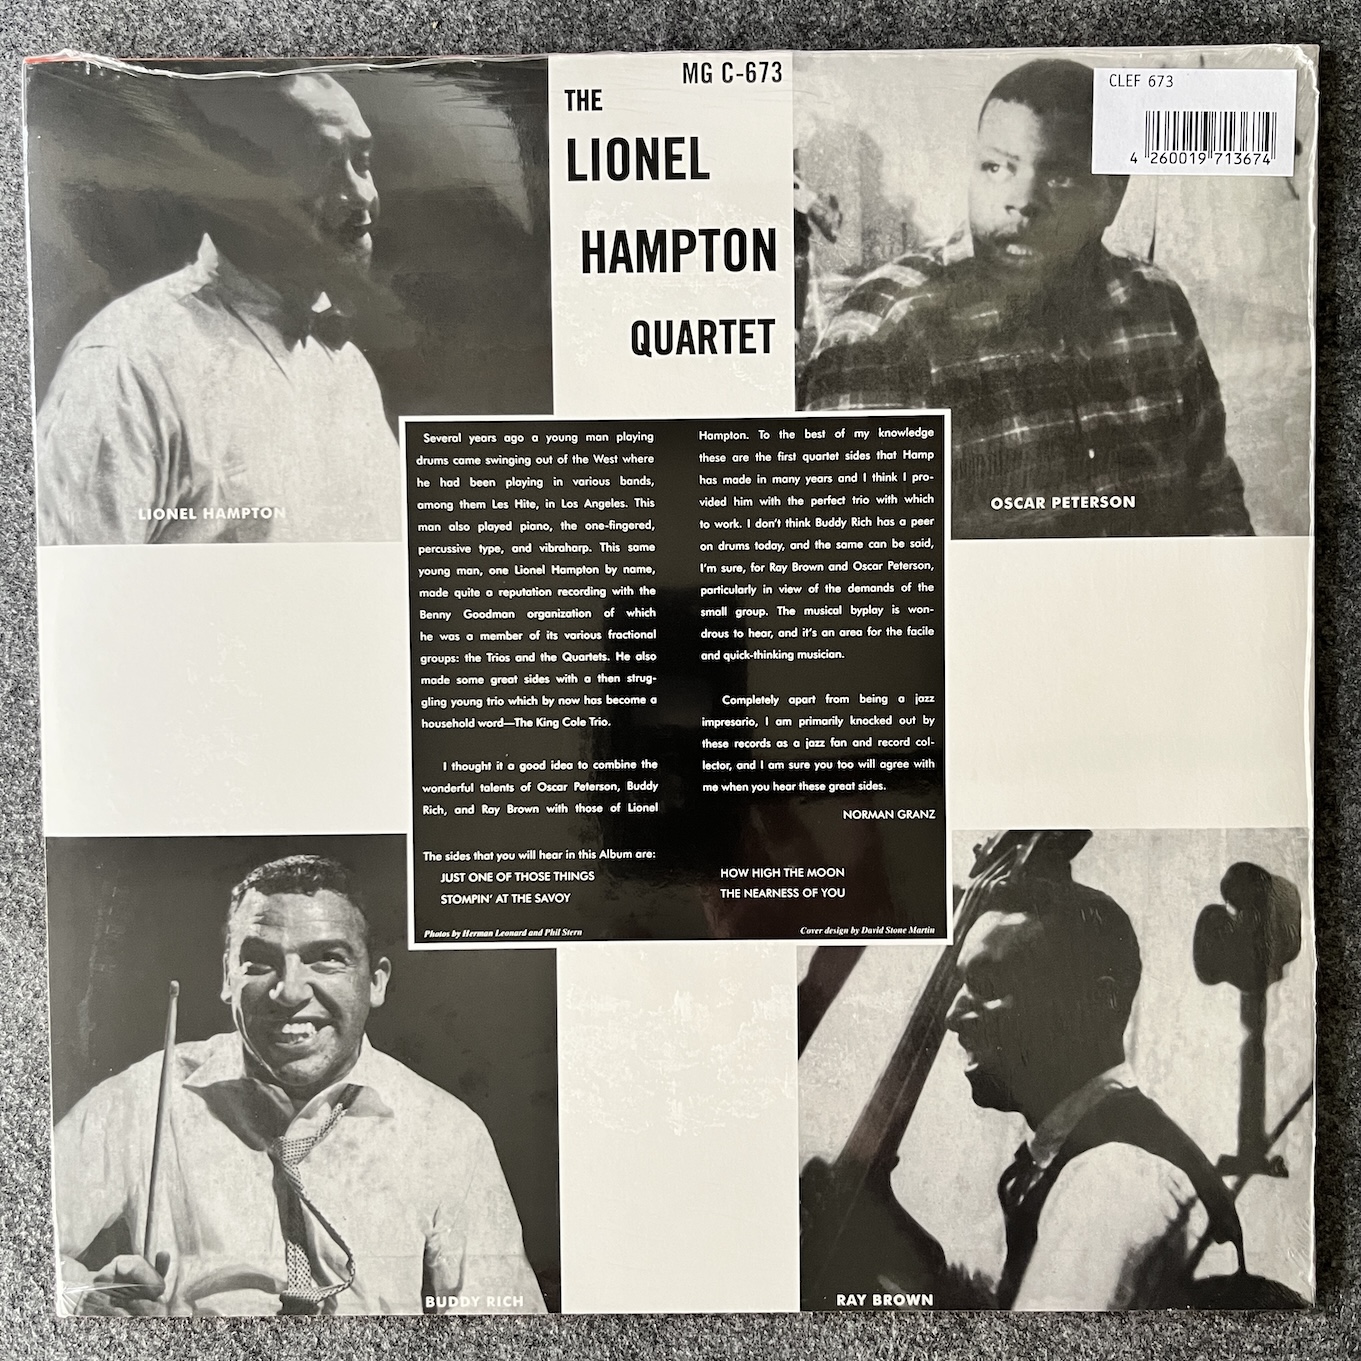 MG C-673
THE
LIONEL
HAMPTON
QUARTET
CLEF 673
4 260019 713674
LIONEL HAMPTON
OSCAR PETERSON
Several years ago a young man playing
drums came swinging out of the West where
he had been playing in various bands,
among them Les Hite, in Los Angeles. This
man also played piano, the one-fingered,
percussive type, and vibraharp. This same
young man, one Lionel Hampton by name,
made quite a reputation recording with the
Benny Goodman organization of which
he was a member of its various fractional
groups: the Trios and the Quartets. He also
made some great sides with a then strug-
gling young trio which by now has become a
household word—The King Cole Trio.
I thought it a good idea to combine the
wonderful talents of Oscar Peterson, Buddy
Rich, and Ray Brown with those of Lionel
Hampton. To the best of my knowledge
these are the first quartet sides that Hamp
has made in many years and I think I pro-
vided him with the perfect trio with which
to work. I don't think Buddy Rich has a peer
on drums today, and the same can be said,
I'm sure, for Ray Brown and Oscar Peterson,
particularly in view of the demands of the
small group. The musical byplay is won-
drous to hear, and it's an area for the facile
and quick-thinking musician.
Completely apart from being a jazz
impresario, I am primarily knocked out by
these records as a jazz fan and record col-
lector, and I am sure you too will agree with
me when you hear these great sides.
NORMAN GRANZ
The sides that you will hear in this Album are:
JUST ONE OF THOSE THINGS
STOMPIN' AT THE SAVOY
HOW HIGH THE MOON
THE NEARNESS OF YOU
Photos by Herman Leonard and Phil Stern
Cover design by David Stone Martin
BUDDY RICH
RAY BROWN